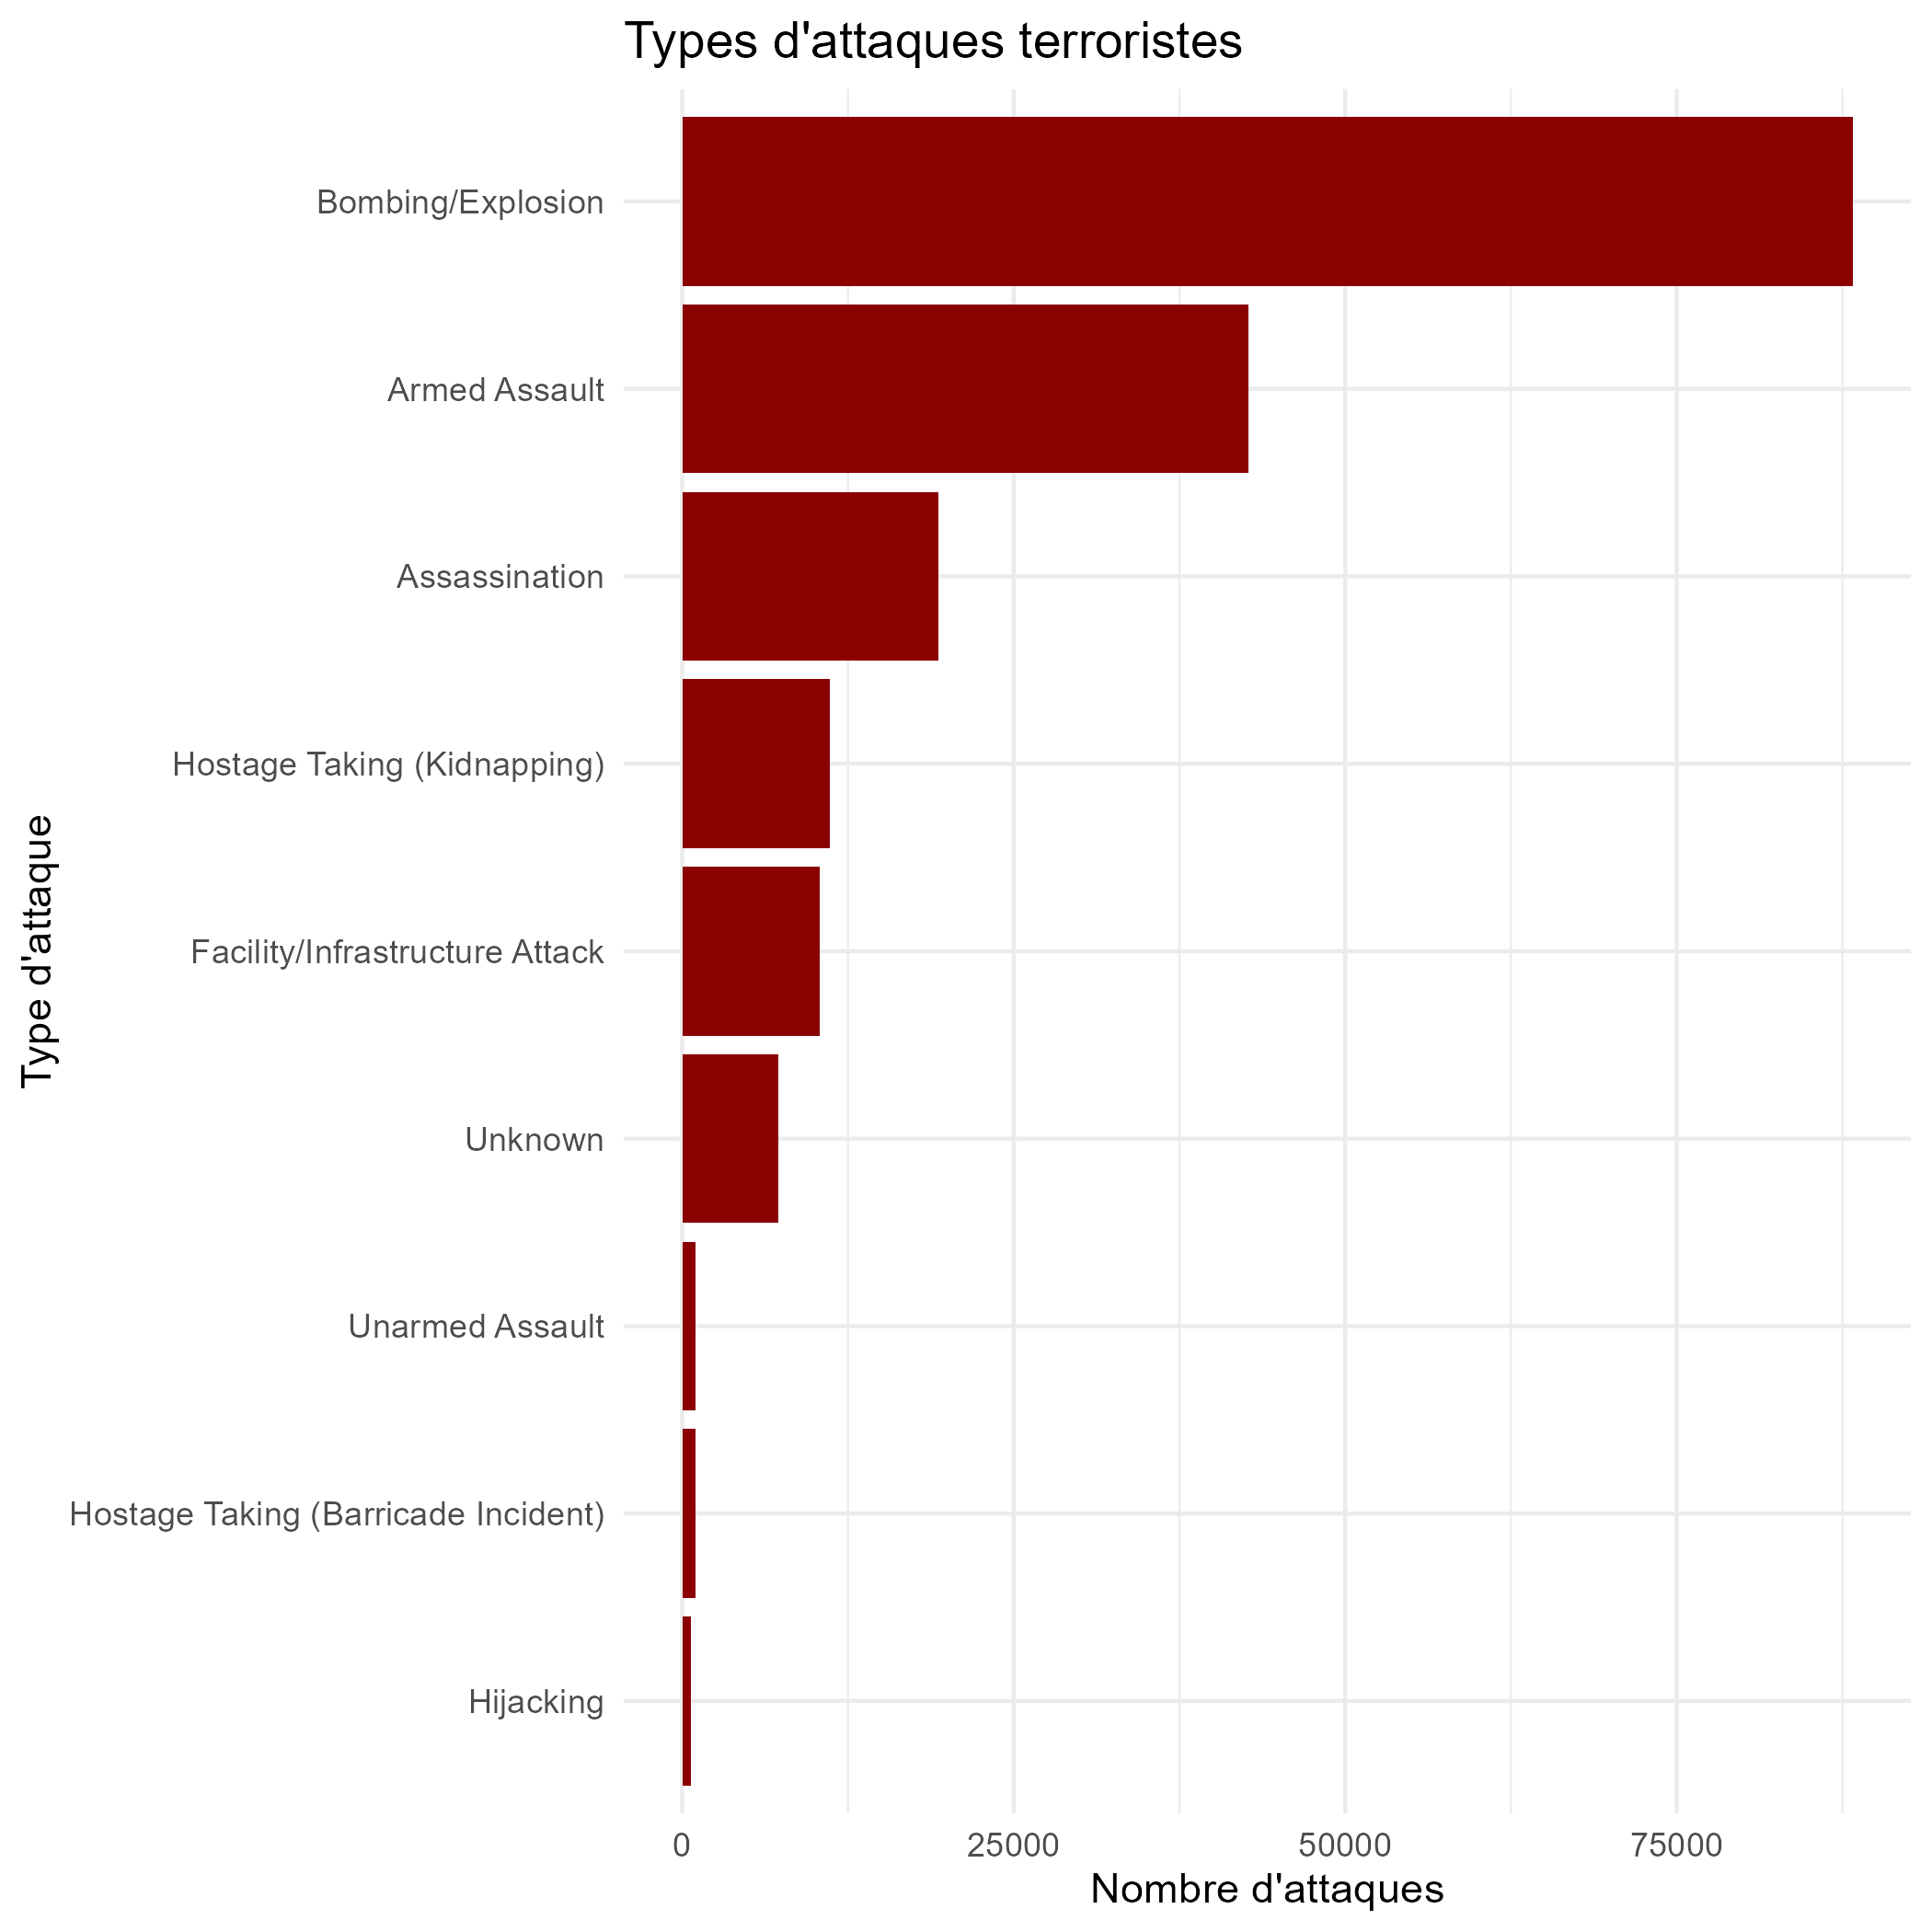 Types d'attaques terroristes
Type d'attaque
Bombing/Explosion
Armed Assault
Assassination
Hostage Taking (Kidnapping)
Facility/Infrastructure Attack
Unknown
Unarmed Assault
Hostage Taking (Barricade Incident)
Hijacking
0 25000 50000 75000
Nombre d'attaques